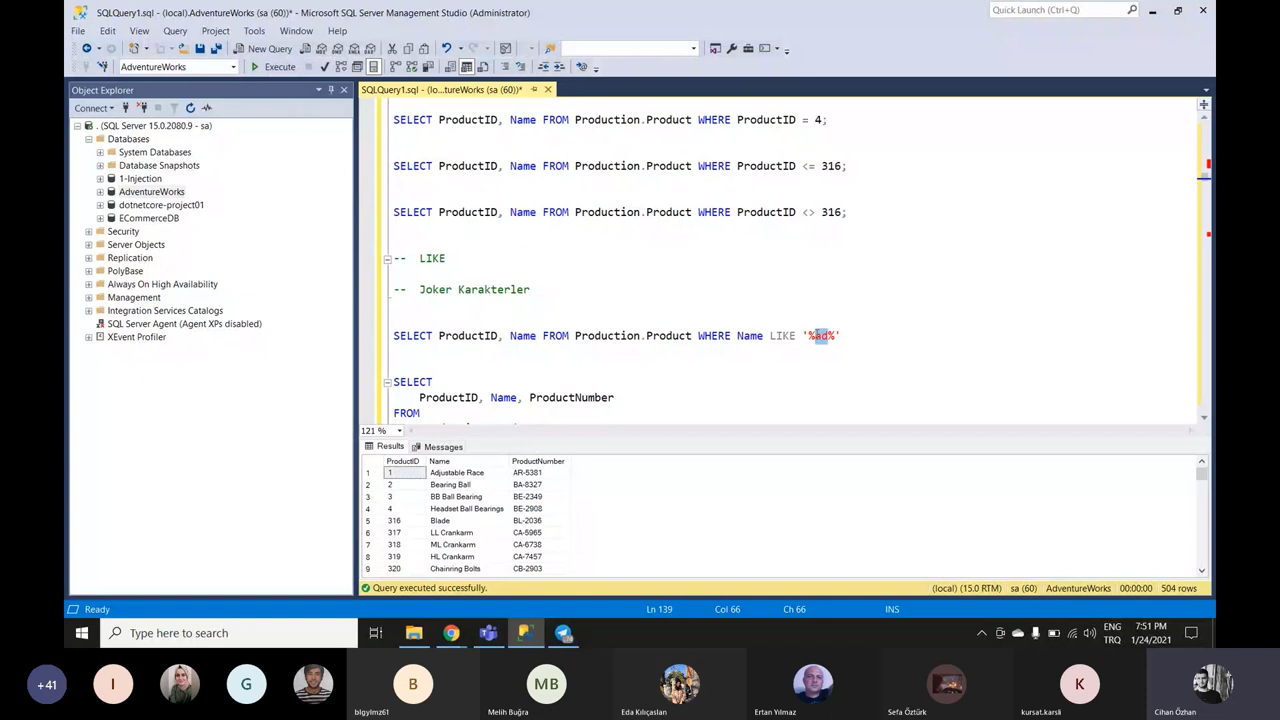 SQLQuery1.sql - (local).AdventureWorks (sa (60))* - Microsoft SQL Server Management Studio (Administrator)
Quick Launch (Ctrl+Q)
File Edit View Query Project Tools Window Help
New Query
AdventureWorks
Execute
Object Explorer
Connect
. (SQL Server 15.0.2080.9 - sa)
Databases
System Databases
Database Snapshots
1-Injection
AdventureWorks
dotnetcore-project01
ECommerceDB
Security
Server Objects
Replication
PolyBase
Always On High Availability
Management
Integration Services Catalogs
SQL Server Agent (Agent XPs disabled)
XEvent Profiler
SQLQuery1.sql - (lo...tureWorks (sa (60))*
SELECT ProductID, Name FROM Production.Product WHERE ProductID = 4;
SELECT ProductID, Name FROM Production.Product WHERE ProductID <= 316;
SELECT ProductID, Name FROM Production.Product WHERE ProductID <> 316;
-- LIKE
-- Joker Karakterler
SELECT ProductID, Name FROM Production.Product WHERE Name LIKE '%ad%'
SELECT
ProductID, Name, ProductNumber
FROM
121 %
Results Messages
ProductID Name ProductNumber
1 1 Adjustable Race AR-5381
2 2 Bearing Ball BA-8327
3 3 BB Ball Bearing BE-2349
4 4 Headset Ball Bearings BE-2908
5 316 Blade BL-2036
6 317 LL Crankarm CA-5965
7 318 ML Crankarm CA-6738
8 319 HL Crankarm CA-7457
9 320 Chainring Bolts CB-2903
Query executed successfully.
(local) (15.0 RTM) sa (60) AdventureWorks 00:00:00 504 rows
Ready
Ln 139 Col 66 Ch 66 INS
Type here to search
ENG
TRQ
7:51 PM
1/24/2021
+41
I
G
B
blgylmz61
MB
Melih Buğra
Eda Kılıçaslan
Ertan Yılmaz
Sefa Öztürk
K
kursat.karsli
Cihan Özhan